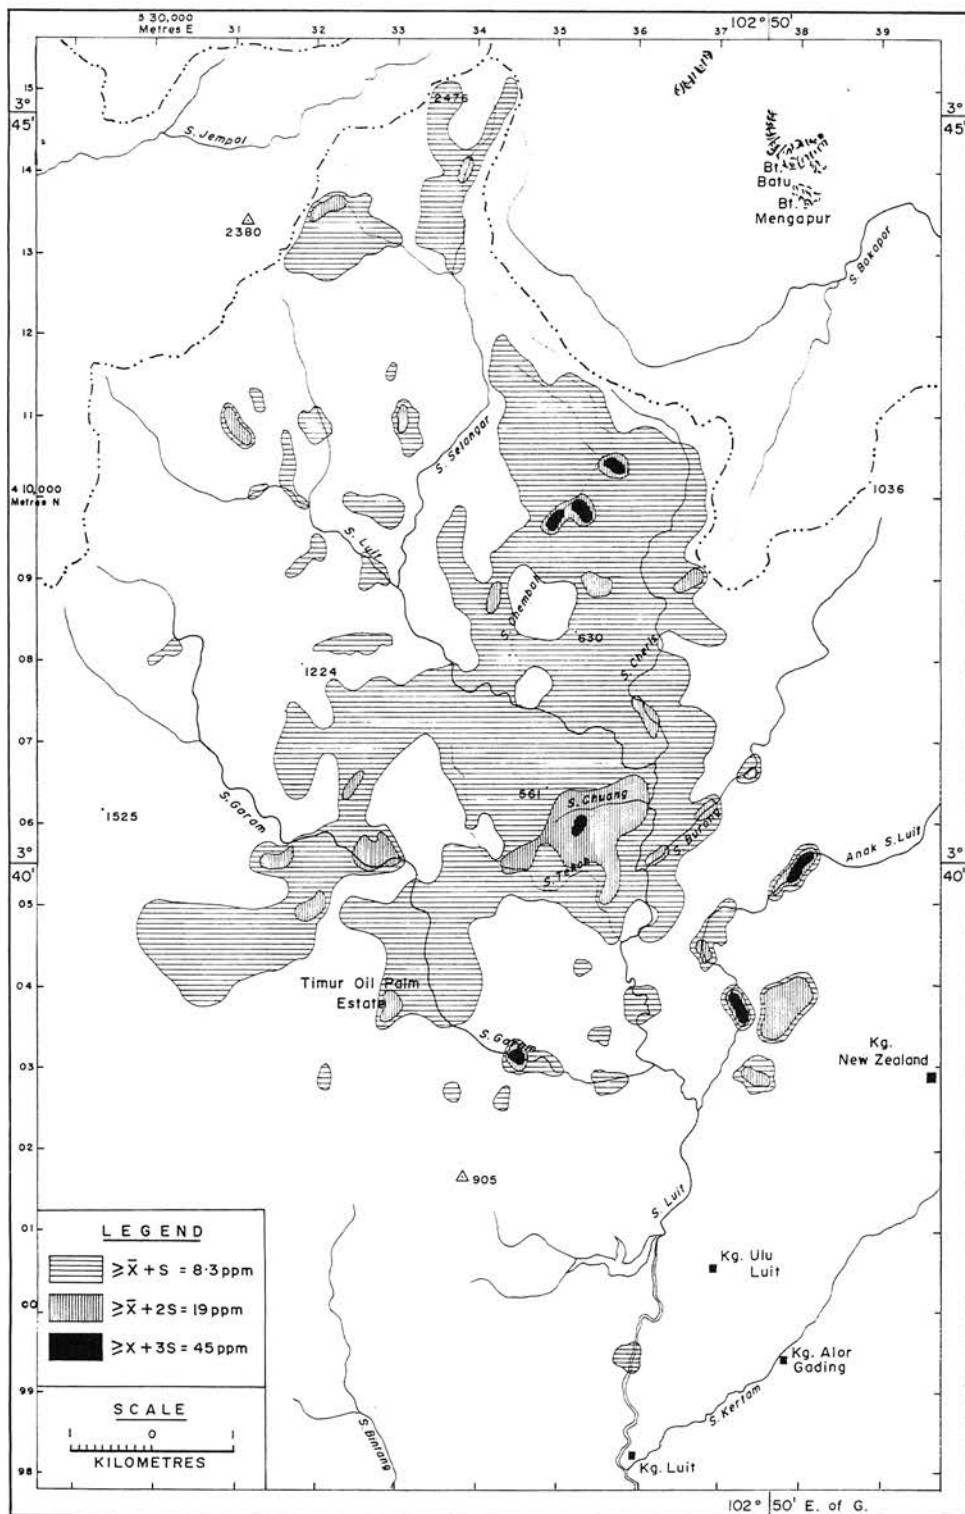 5 30,000
Metres E
31
32
33
34
35
36
37
38
39
102° 50'
15
3°
45'
14
13
12
11
4 10,000
Metres N
09
08
07
06
3°
40'
05
04
03
02
01
00
99
98
3°
45'
3°
40'
S. Jempol
2476
2380
Bt.
Batu
Bt.
Mengapur
S. Bakapor
S. Selangor
1036
S. Luit
630
S. Cheris
1224
561
S. Chuang
1525
S. Garam
S. Burang
Anak S. Luit
S. Tekoh
Timur Oil Palm
Estate
S. Garam
Kg.
New Zealand
905
S. Luit
Kg. Ulu
Luit
Kg. Alor
Gading
S. Kertam
S. Bintang
Kg. Luit
LEGEND
≥X̄+S = 8·3 ppm
≥X̄+2S = 19 ppm
≥X+3S = 45 ppm
SCALE
1 0 1
KILOMETRES
102° 50' E. of G.